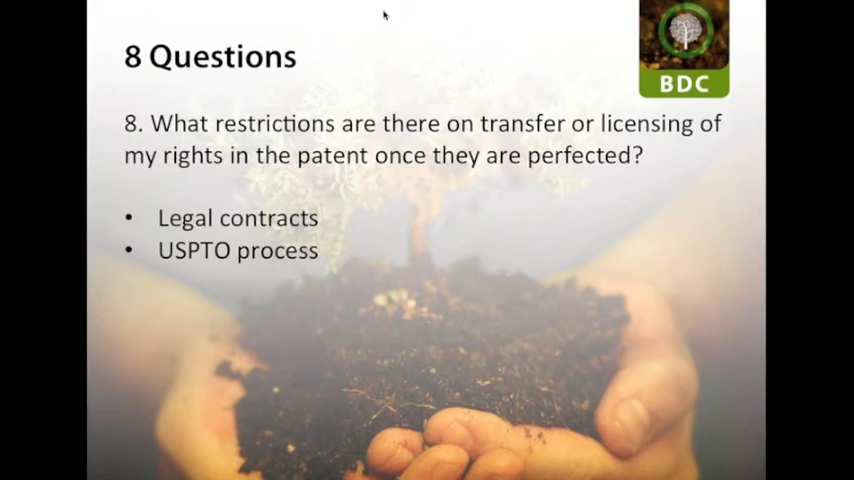 8 Questions
BDC
8. What restrictions are there on transfer or licensing of
my rights in the patent once they are perfected?
• Legal contracts
• USPTO process